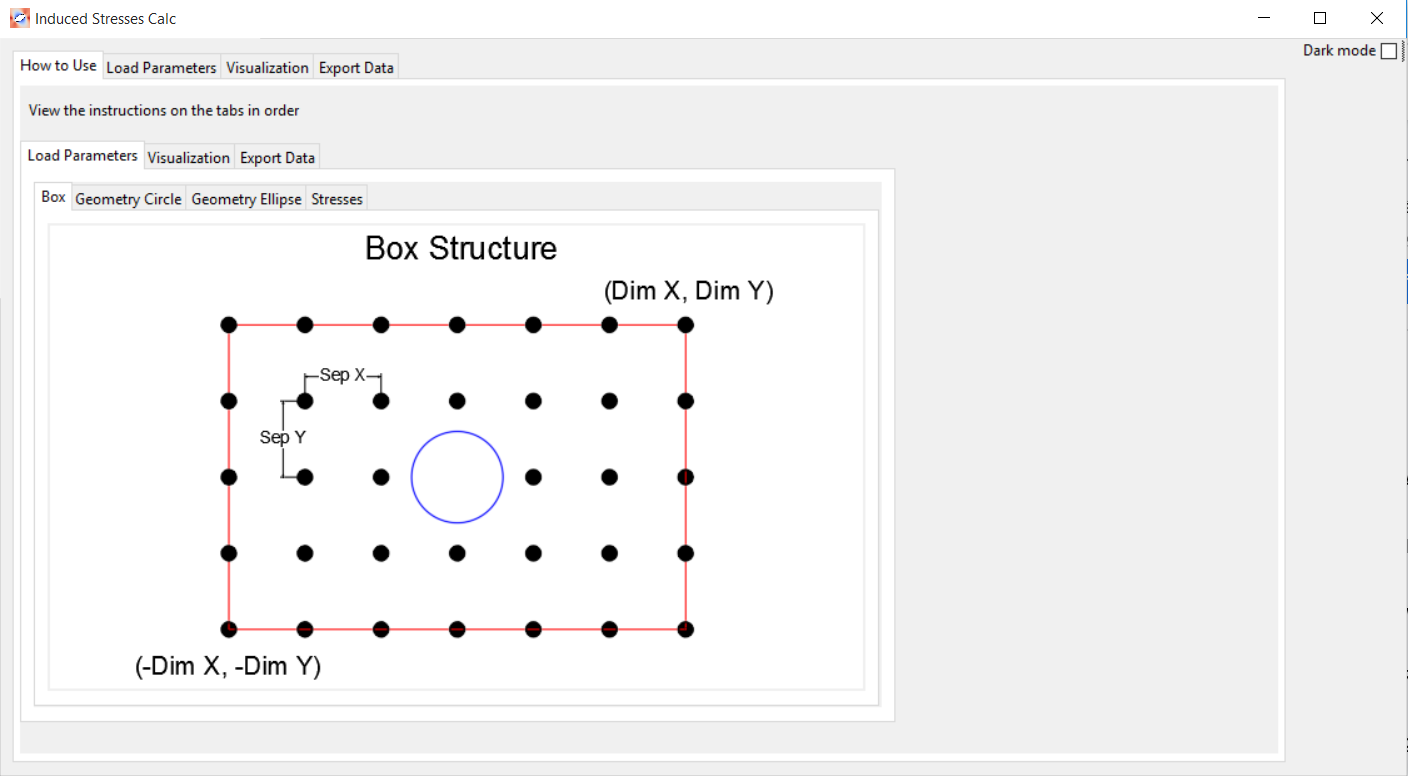 Induced Stresses Calc
Dark mode
How to Use Load Parameters Visualization Export Data
View the instructions on the tabs in order
Load Parameters Visualization Export Data
Box Geometry Circle Geometry Ellipse Stresses
Box Structure
(Dim X, Dim Y)
Sep X
Sep Y
(-Dim X, -Dim Y)